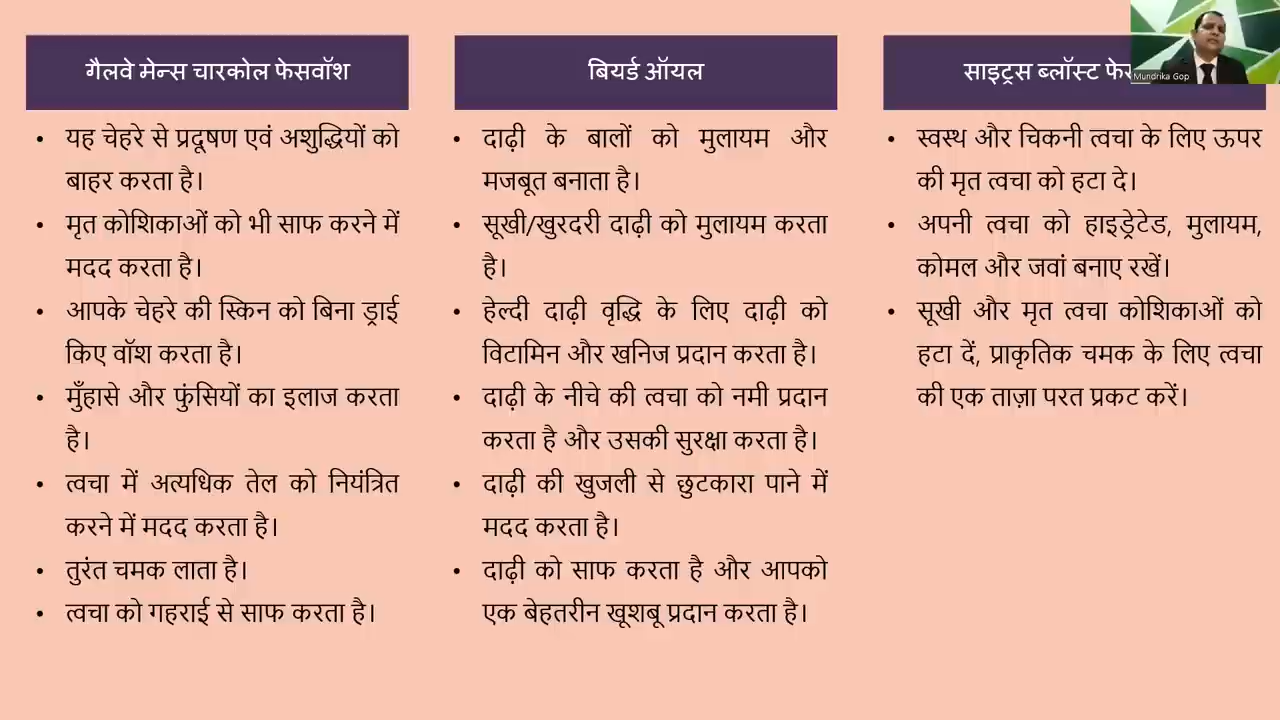 गैलवे मेन्स चारकोल फेसवॉश
यह चेहरे से प्रदूषण एवं अशुद्धियों को
बाहर करता है।
मृत कोशिकाओं को भी साफ करने में
मदद करता है।
आपके चेहरे की स्किन को बिना ड्राई
किए वॉश करता है।
मुँहासे और फुंसियों का इलाज करता
है।
त्वचा में अत्यधिक तेल को नियंत्रित
करने में मदद करता है।
तुरंत चमक लाता है।
त्वचा को गहराई से साफ करता है।
बियर्ड ऑयल
दाढ़ी के बालों को मुलायम और
मजबूत बनाता है।
सूखी/खुरदरी दाढ़ी को मुलायम करता
है।
हेल्दी दाढ़ी वृद्धि के लिए दाढ़ी को
विटामिन और खनिज प्रदान करता है।
दाढ़ी के नीचे की त्वचा को नमी प्रदान
करता है और उसकी सुरक्षा करता है।
दाढ़ी की खुजली से छुटकारा पाने में
मदद करता है।
दाढ़ी को साफ करता है और आपको
एक बेहतरीन खूशबू प्रदान करता है।
साइट्रस ब्लॉस्ट
स्वस्थ और चिकनी त्वचा के लिए ऊपर
की मृत त्वचा को हटा दे।
अपनी त्वचा को हाइड्रेटेड, मुलायम,
कोमल और जवां बनाए रखें।
सूखी और मृत त्वचा कोशिकाओं को
हटा दें, प्राकृतिक चमक के लिए त्वचा
की एक ताज़ा परत प्रकट करें।
Mundrika Gop